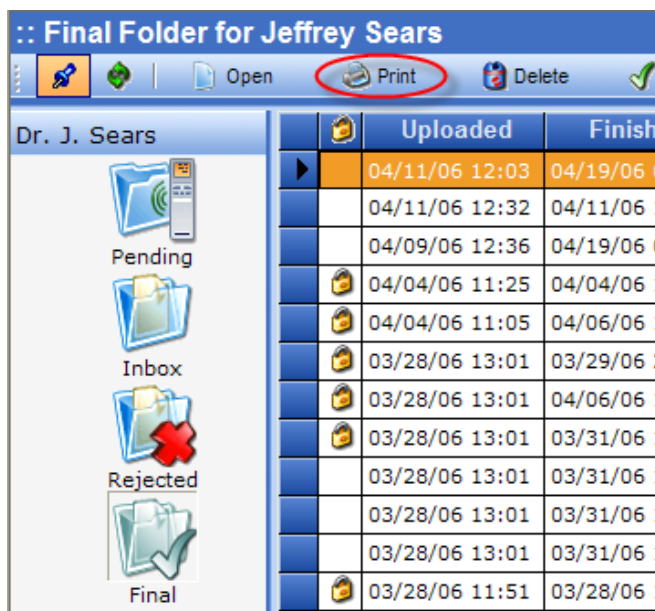 :: Final Folder for Jeffrey Sears
Open Print Delete
Dr. J. Sears
Pending
Inbox
Rejected
Final
Uploaded Finish
04/11/06 12:03 04/19/06
04/11/06 12:32 04/11/06
04/09/06 12:36 04/19/06
04/04/06 11:25 04/04/06
04/04/06 11:05 04/06/06
03/28/06 13:01 03/29/06
03/28/06 13:01 04/06/06
03/28/06 13:01 03/31/06
03/28/06 13:01 03/31/06
03/28/06 13:01 03/31/06
03/28/06 13:01 03/31/06
03/28/06 11:51 03/28/06